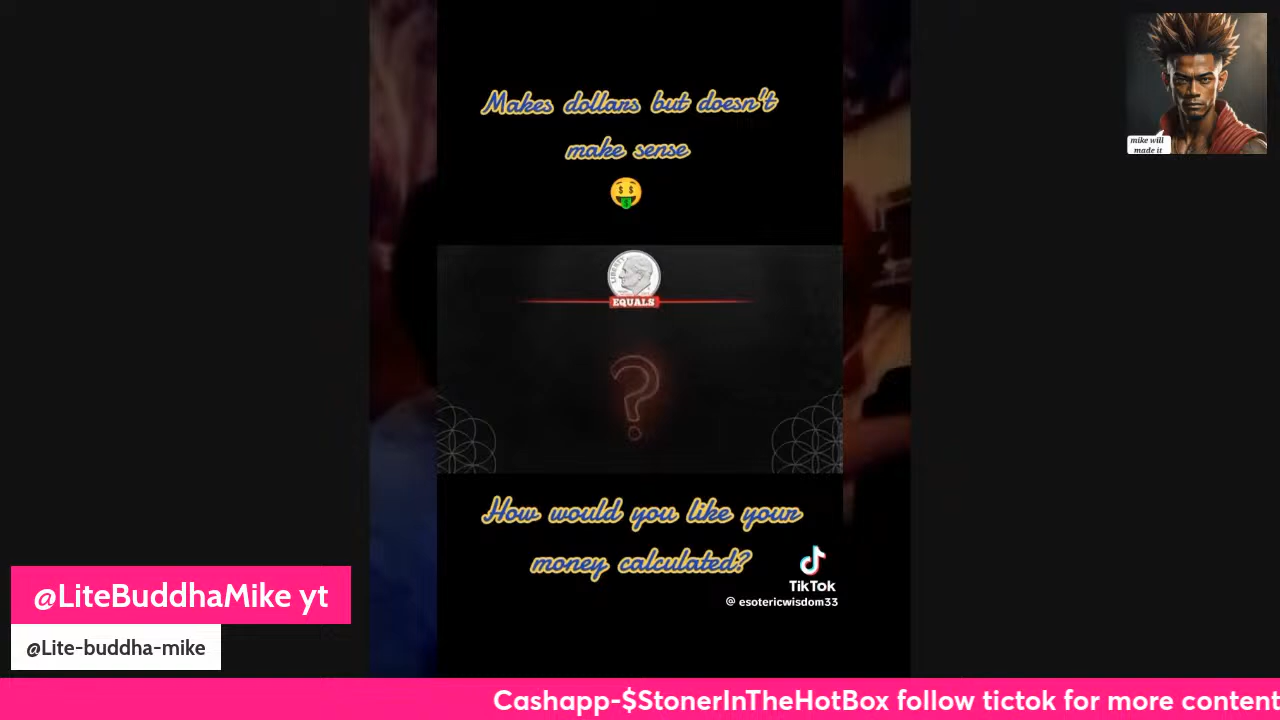 Makes dollars but doesn't
make sense
LIBERTY
EQUALS
How would you like your
money calculated?
TikTok
@ esotericwisdom33
mike will
made it
@LiteBuddhaMike yt
@Lite-buddha-mike
Cashapp-$StonerInTheHotBox follow tictok for more content